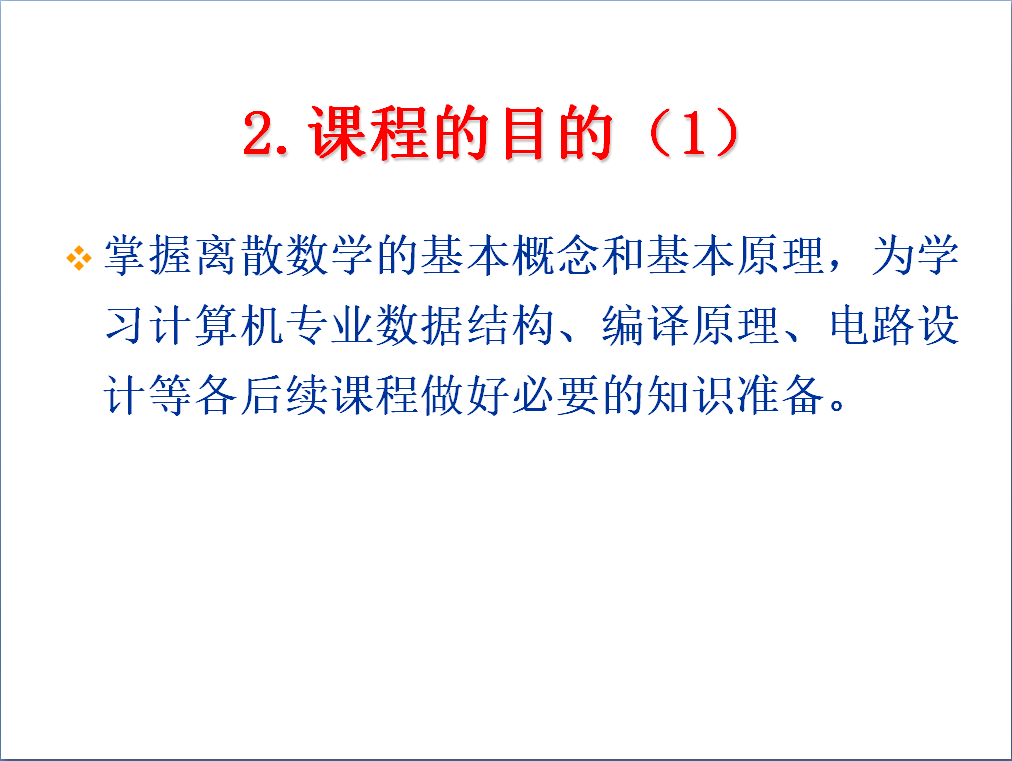 2.课程的目的（1）
掌握离散数学的基本概念和基本原理，为学
习计算机专业数据结构、编译原理、电路设
计等各后续课程做好必要的知识准备。